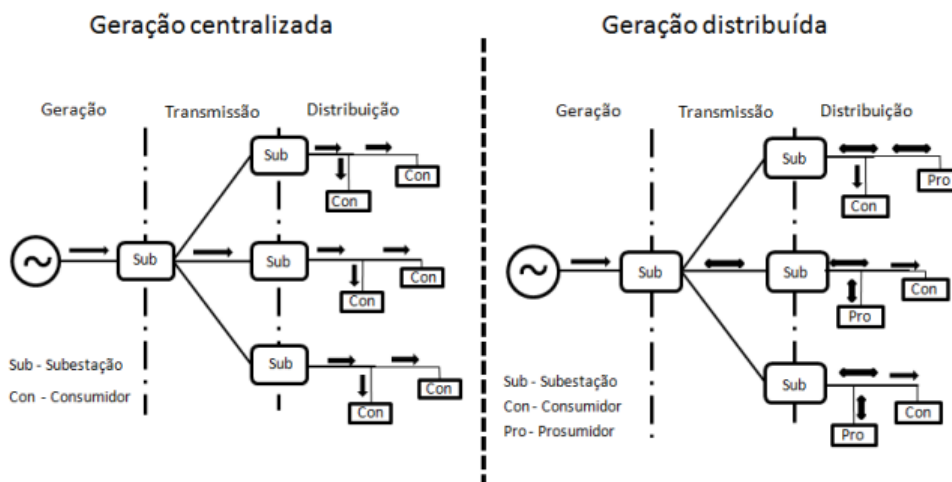 Geração centralizada
Geração Transmissão Distribuição
Sub
Con
Con
Sub
Sub
Con
Con
Sub
Con
Con
Sub - Subestação
Con - Consumidor
Geração distribuída
Geração Transmissão Distribuição
Sub
Con
Pro
Sub
Sub
Pro
Con
Sub
Pro
Con
Sub - Subestação
Con - Consumidor
Pro - Prosumidor